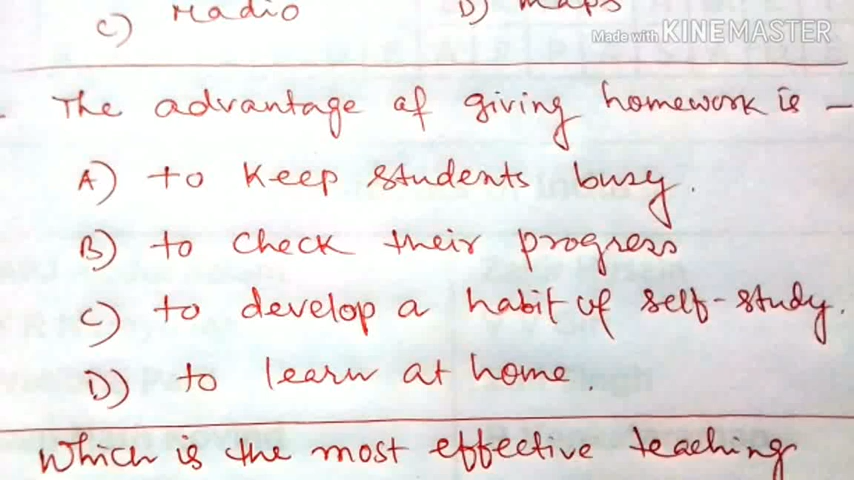 C) Radio D) Maps
Made with KINEMASTER
The advantage of giving homework is -
A) to keep students busy.
B) to check their progress
C) to develop a habit of self-study.
D) to learn at home.
Which is the most effective teaching